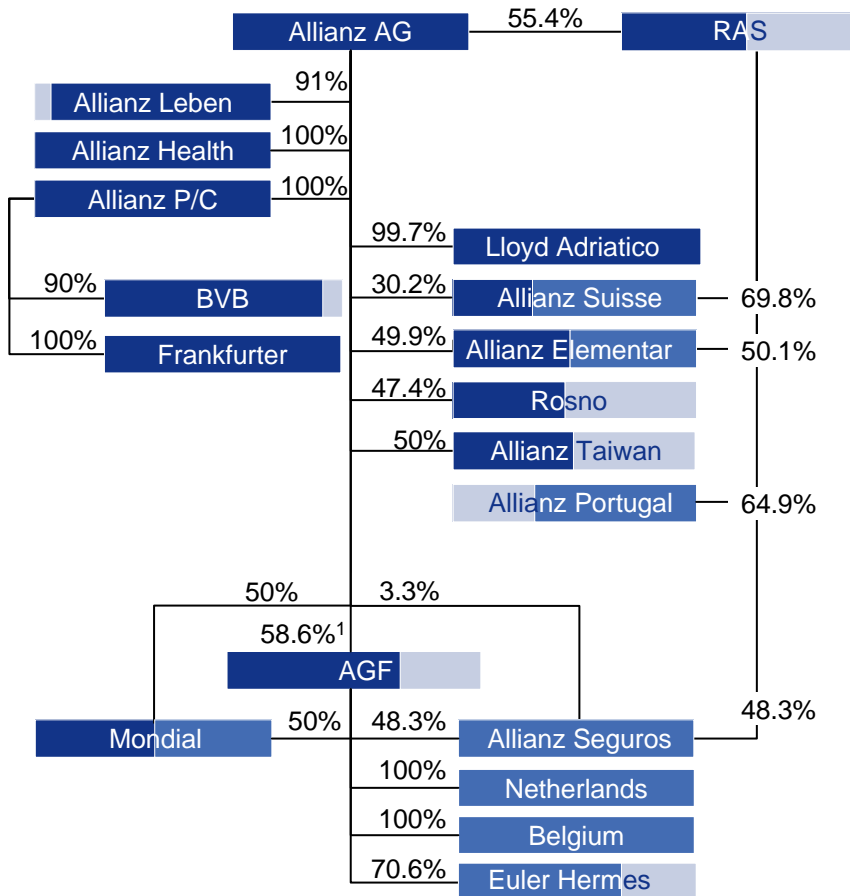 Allianz AG 55.4% RAS
91%
Allianz Leben
100%
Allianz Health
100%
Allianz P/C
99.7% Lloyd Adriatico
90% BVB
30.2% Allianz Suisse 69.8%
100% Frankfurter
49.9% Allianz Elementar 50.1%
47.4% Rosno
50% Allianz Taiwan
Allianz Portugal 64.9%
50% 3.3%
58.6%¹
AGF
48.3%
Mondial 50% 48.3% Allianz Seguros
100% Netherlands
100% Belgium
70.6% Euler Hermes